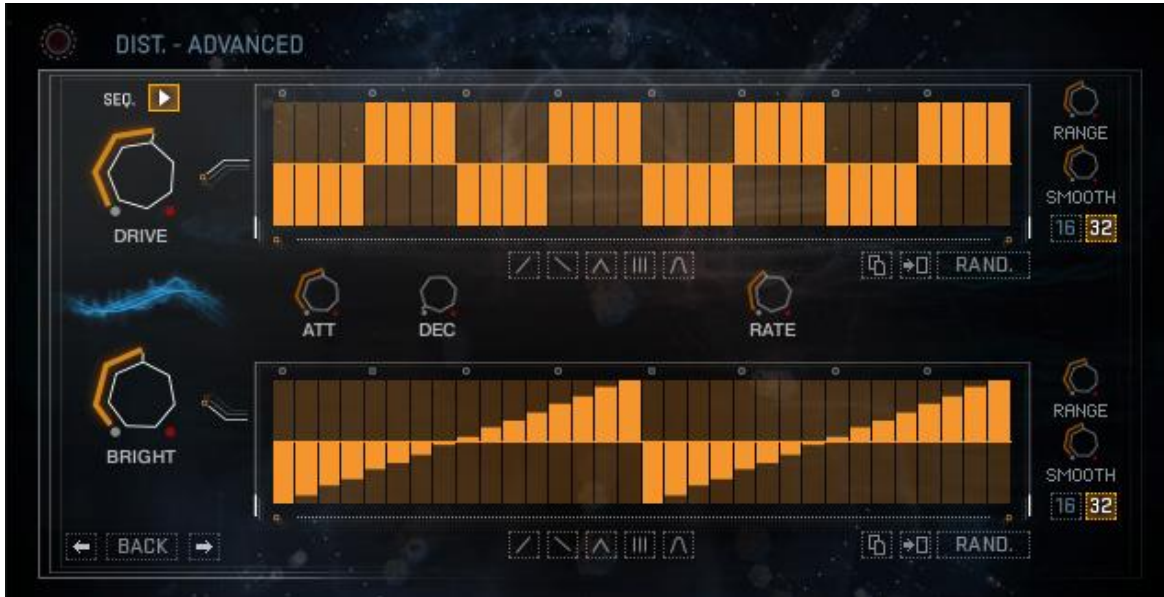 DIST. - ADVANCED
SEQ.
RANGE
SMOOTH
DRIVE
16 32
RAND.
ATT DEC RATE
RANGE
BRIGHT
SMOOTH
16 32
BACK RAND.